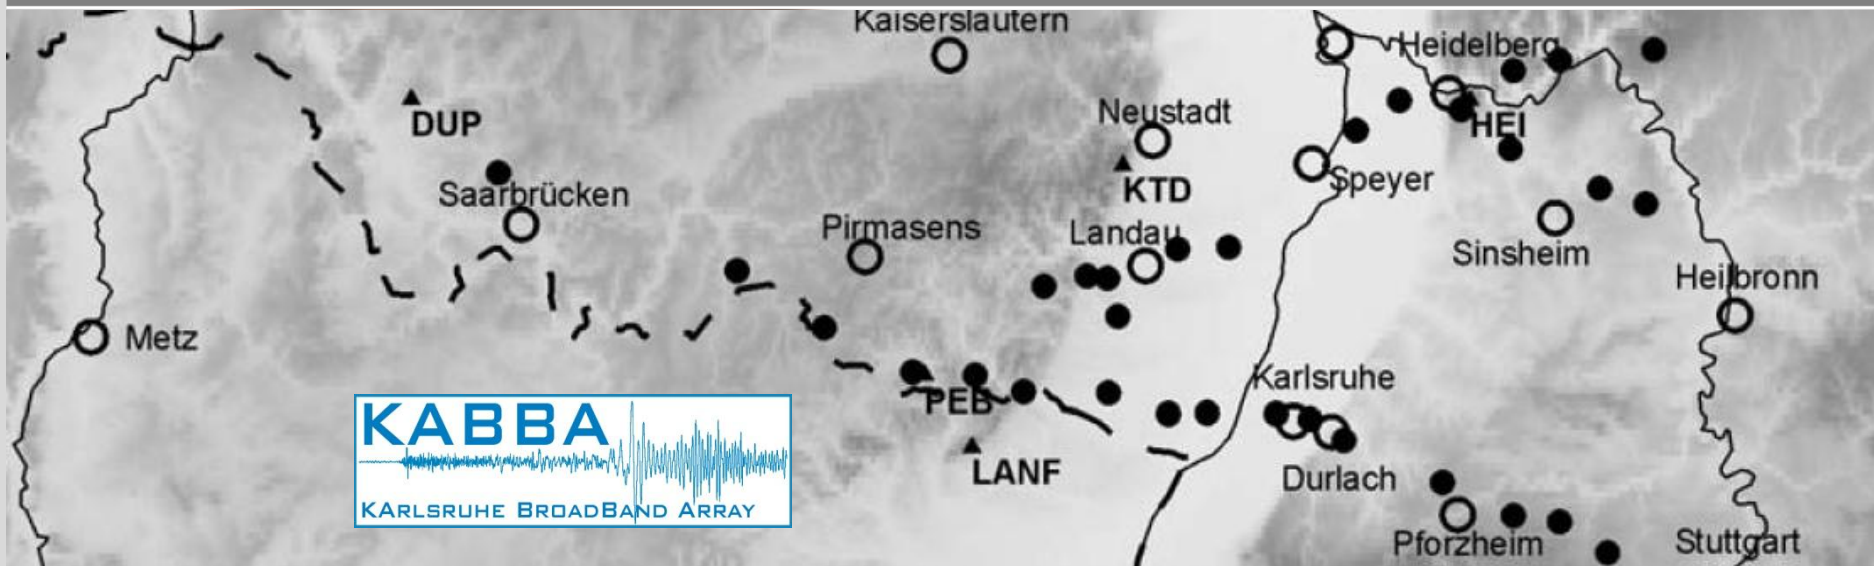 Kaiserslautern
Heidelberg
DUP
Neustadt
HEI
Saarbrücken
KTD
Speyer
Pirmasens
Landau
Sinsheim
Heilbronn
Metz
Karlsruhe
PEB
KABBA
KARLSRUHE BROADBAND ARRAY
LANF
Durlach
Pforzheim
Stuttgart